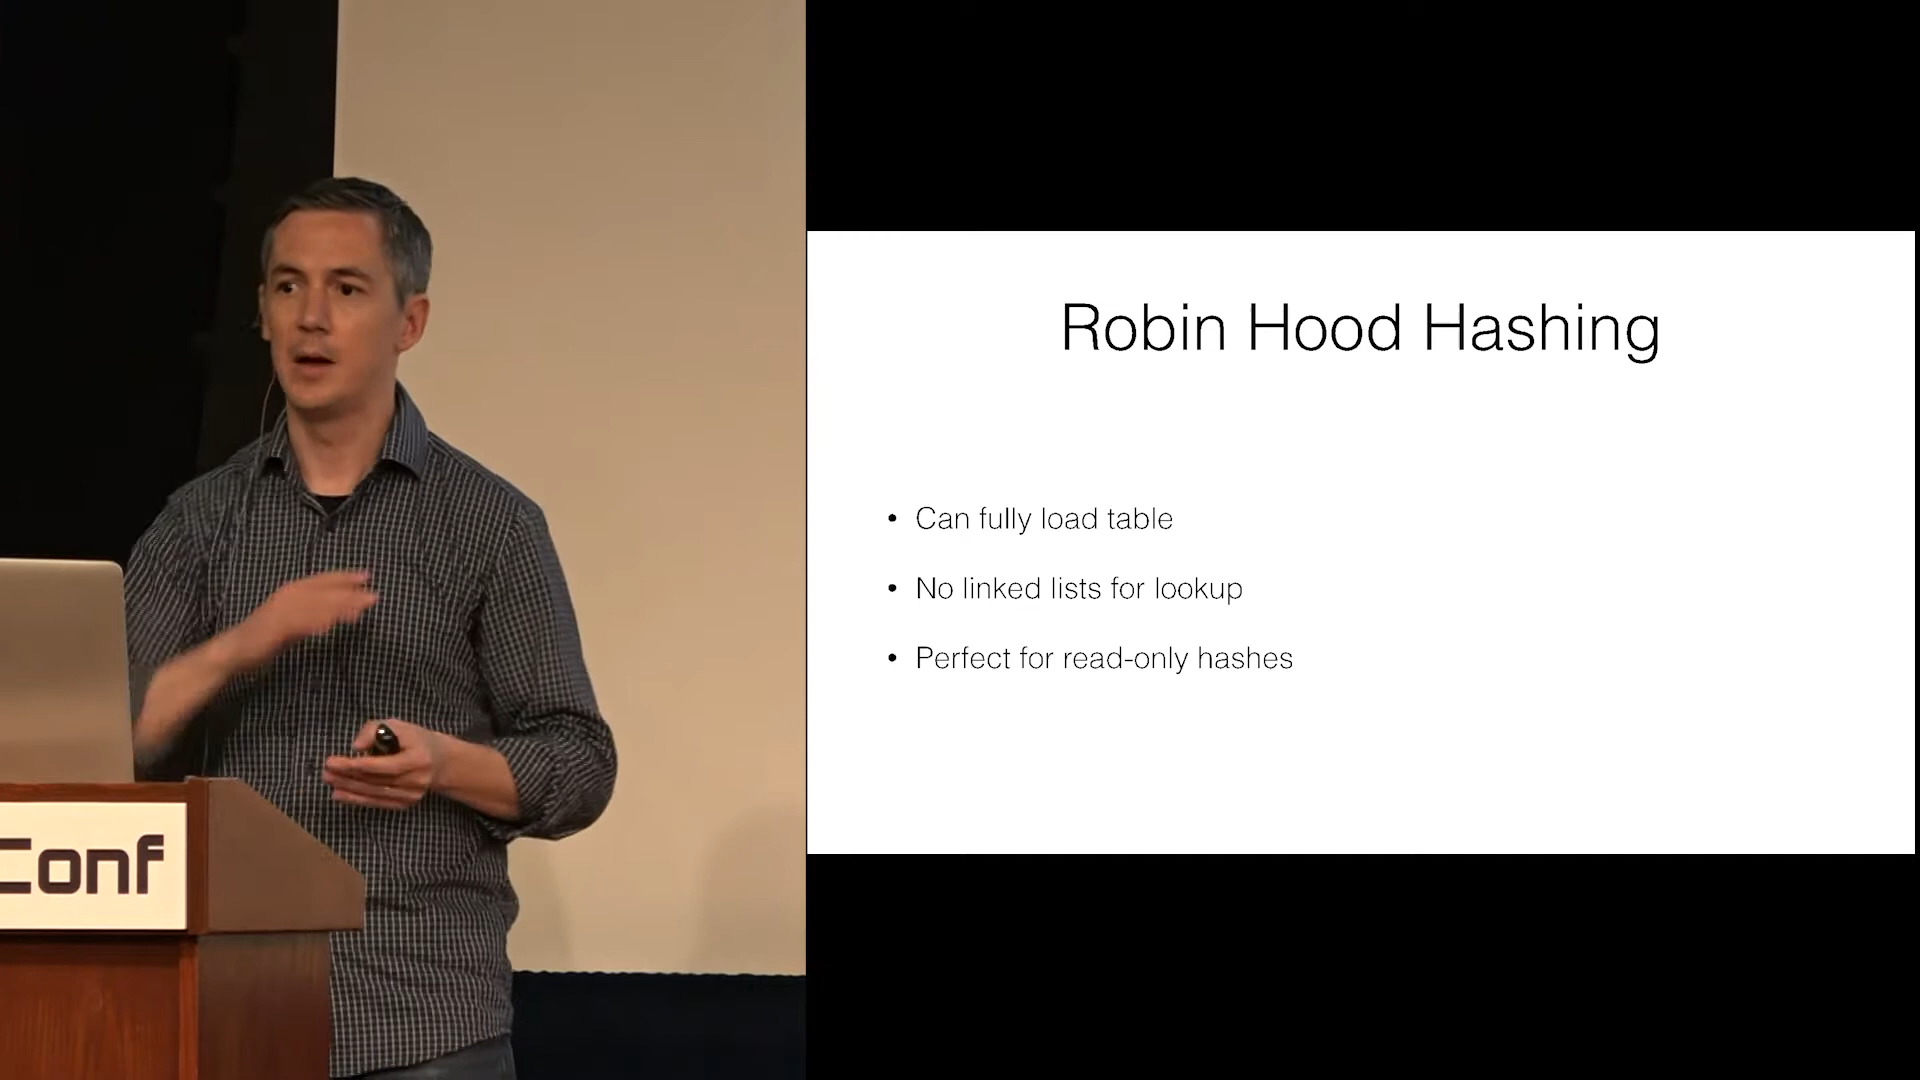 Conf
Robin Hood Hashing
• Can fully load table
• No linked lists for lookup
• Perfect for read-only hashes